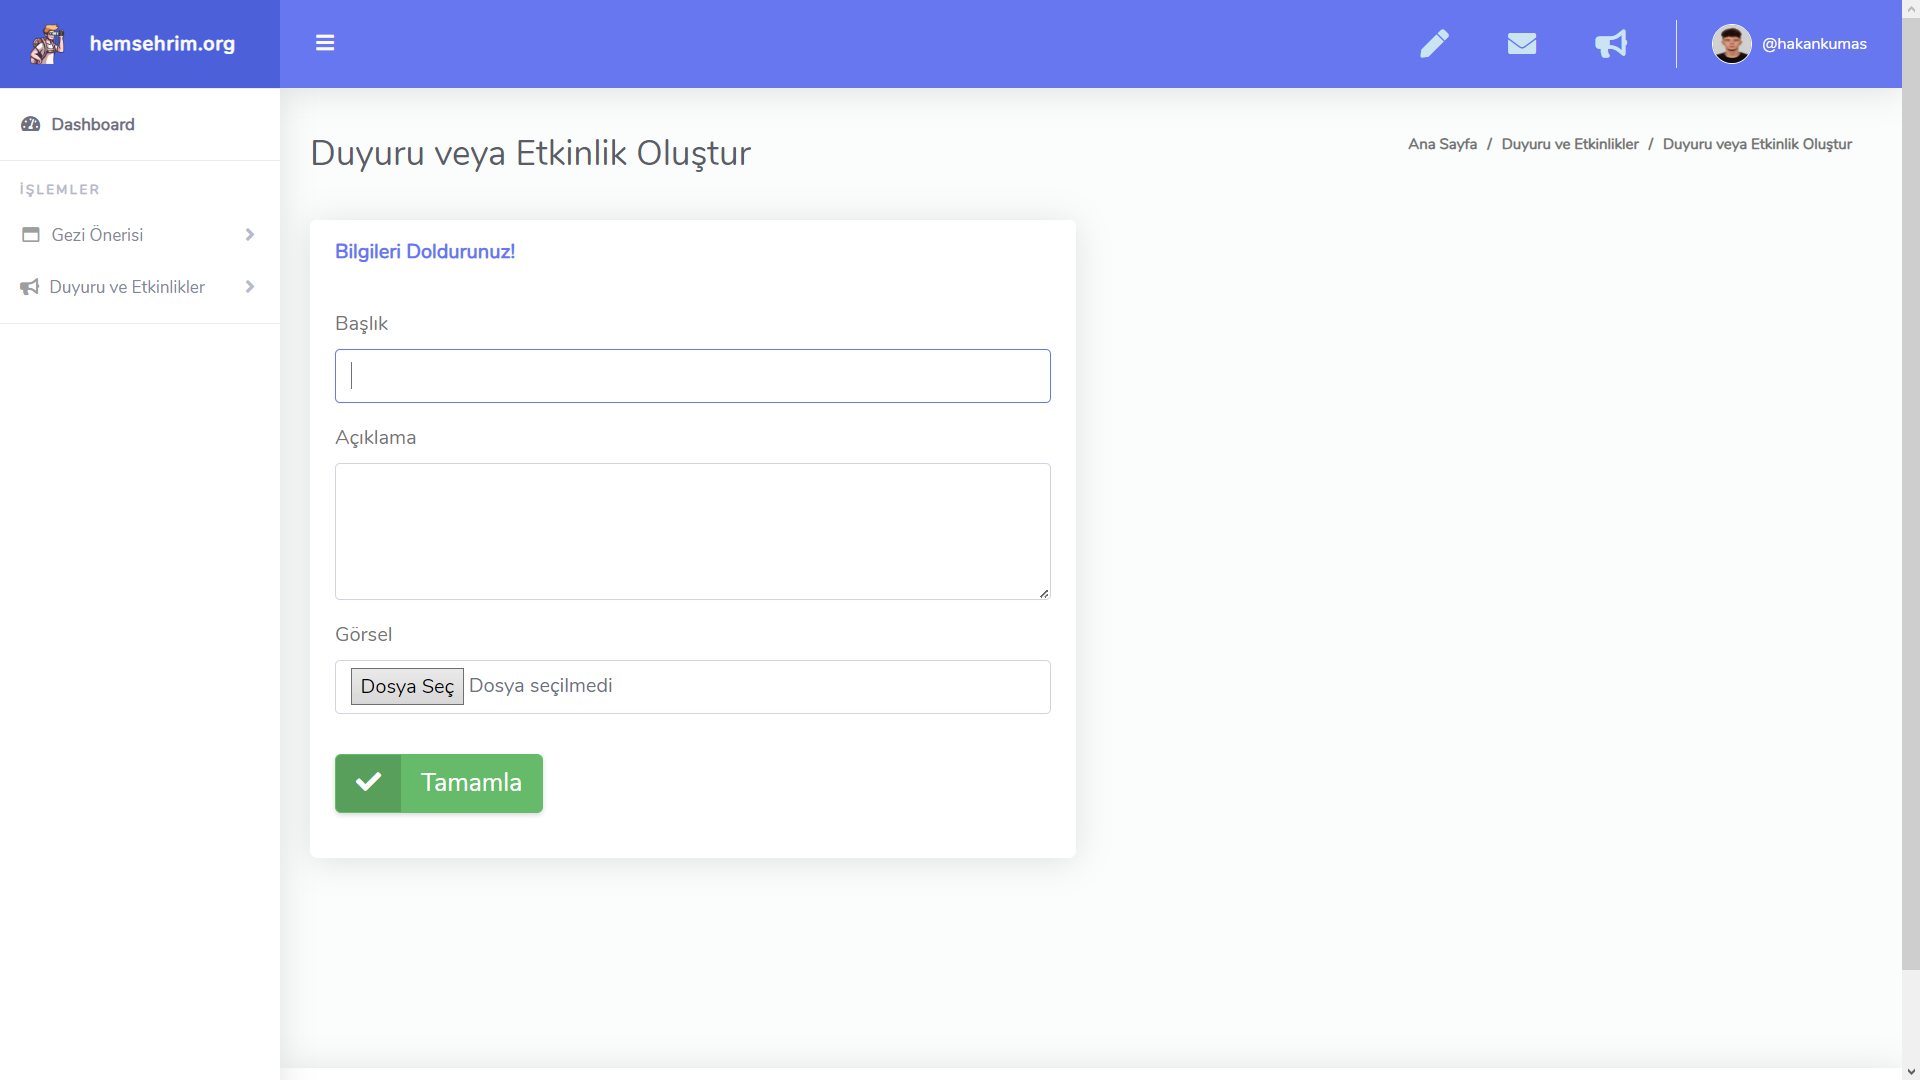 hemsehrim.org
@hakankumas
Dashboard
İŞLEMLER
Gezi Önerisi
Duyuru ve Etkinlikler
Duyuru veya Etkinlik Oluştur
Ana Sayfa / Duyuru ve Etkinlikler / Duyuru veya Etkinlik Oluştur
Bilgileri Doldurunuz!
Başlık
Açıklama
Görsel
Dosya Seç Dosya seçilmedi
Tamamla